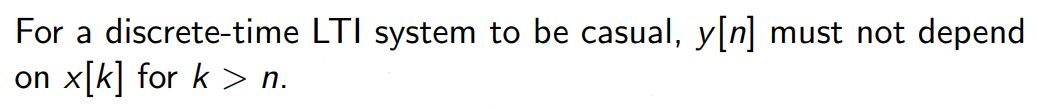 For a discrete-time LTI system to be casual, y[n] must not depend
on x[k] for k > n.